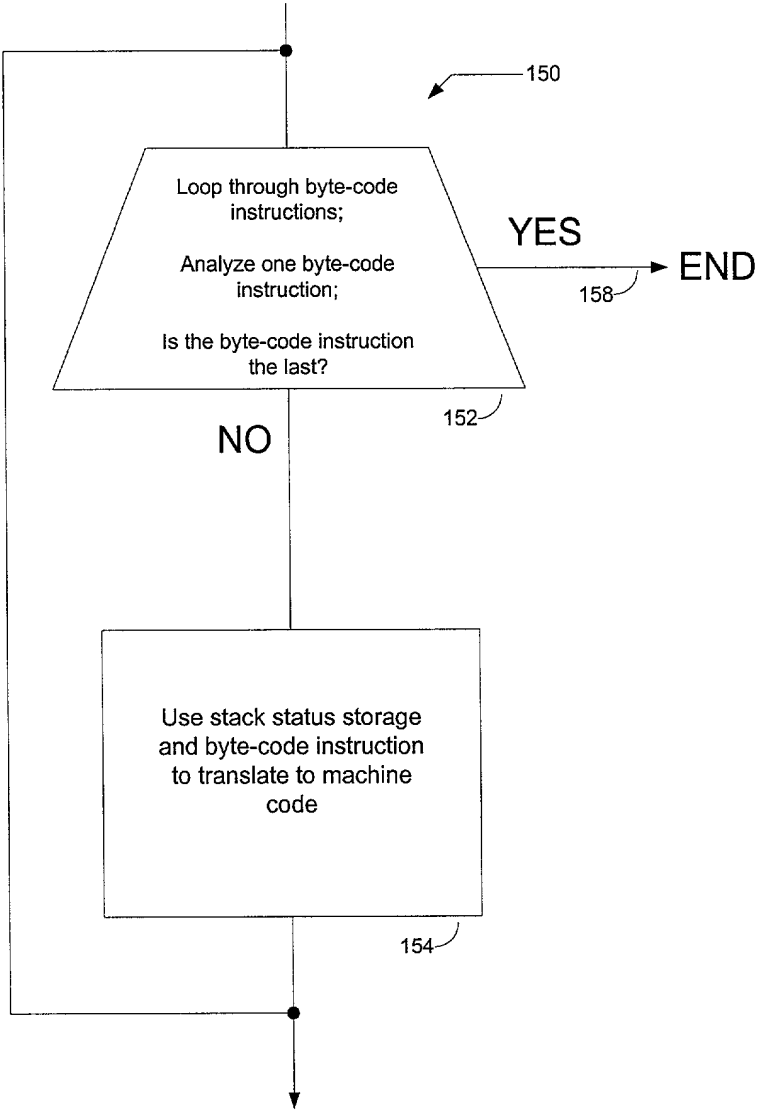 150
Loop through byte-code
instructions;
Analyze one byte-code
instruction;
Is the byte-code instruction
the last?
YES
END
158
152
NO
Use stack status storage
and byte-code instruction
to translate to machine
code
154